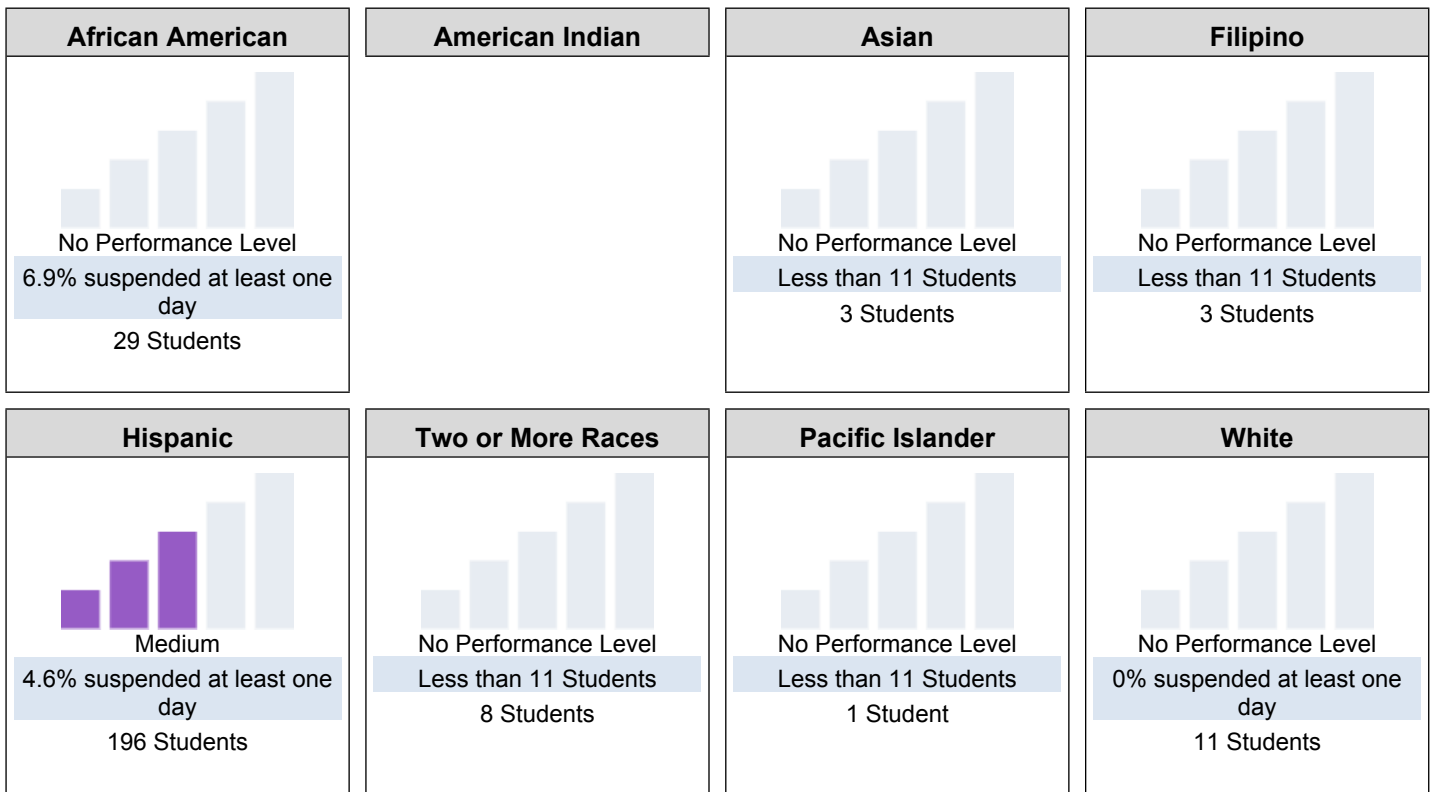 African American
No Performance Level
6.9% suspended at least one
day
29 Students
American Indian
Asian
No Performance Level
Less than 11 Students
3 Students
Filipino
No Performance Level
Less than 11 Students
3 Students
Hispanic
Medium
4.6% suspended at least one
day
196 Students
Two or More Races
No Performance Level
Less than 11 Students
8 Students
Pacific Islander
No Performance Level
Less than 11 Students
1 Student
White
No Performance Level
0% suspended at least one
day
11 Students